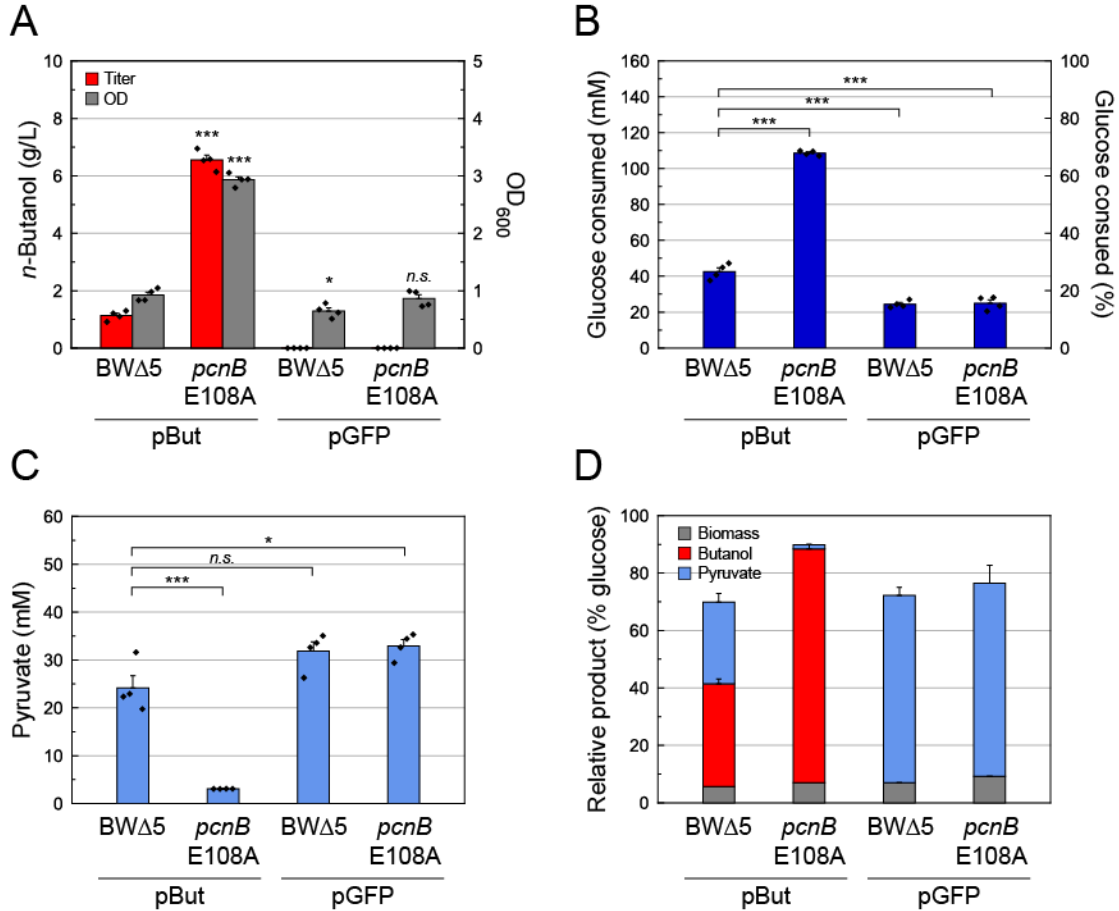 A
n-Butanol (g/L)
10
8
6
4
2
0
Titer
OD
***
***
*
n.s.
5
4
3
2
1
0
OD600
BWΔ5
pcnB
E108A
BWΔ5
pcnB
E108A
pBut
pGFP
B
Glucose consumed (mM)
160
140
120
100
80
60
40
20
0
***
***
***
100
80
60
40
20
0
Glucose consued (%)
BWΔ5
pcnB
E108A
BWΔ5
pcnB
E108A
pBut
pGFP
C
Pyruvate (mM)
60
50
40
30
20
10
0
*
n.s.
***
BWΔ5
pcnB
E108A
BWΔ5
pcnB
E108A
pBut
pGFP
D
Relative product (% glucose)
100
80
60
40
20
0
Biomass
Butanol
Pyruvate
BWΔ5
pcnB
E108A
BWΔ5
pcnB
E108A
pBut
pGFP